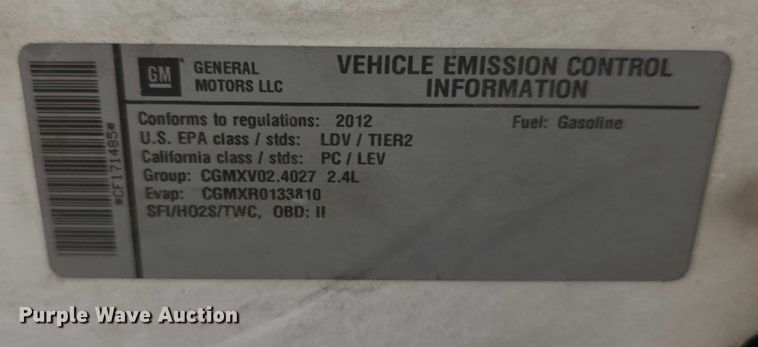 GM
GENERAL
MOTORS LLC
VEHICLE EMISSION CONTROL
INFORMATION
Conforms to regulations: 2012 Fuel: Gasoline
U.S. EPA class / stds: LDV / TIER2
California class / stds: PC / LEV
Group: CGMXV02.4027 2.4L
Evap: CGMXR0133810
SFI/HO2S/TWC, OBD: II
*CF171485*
Purple Wave Auction